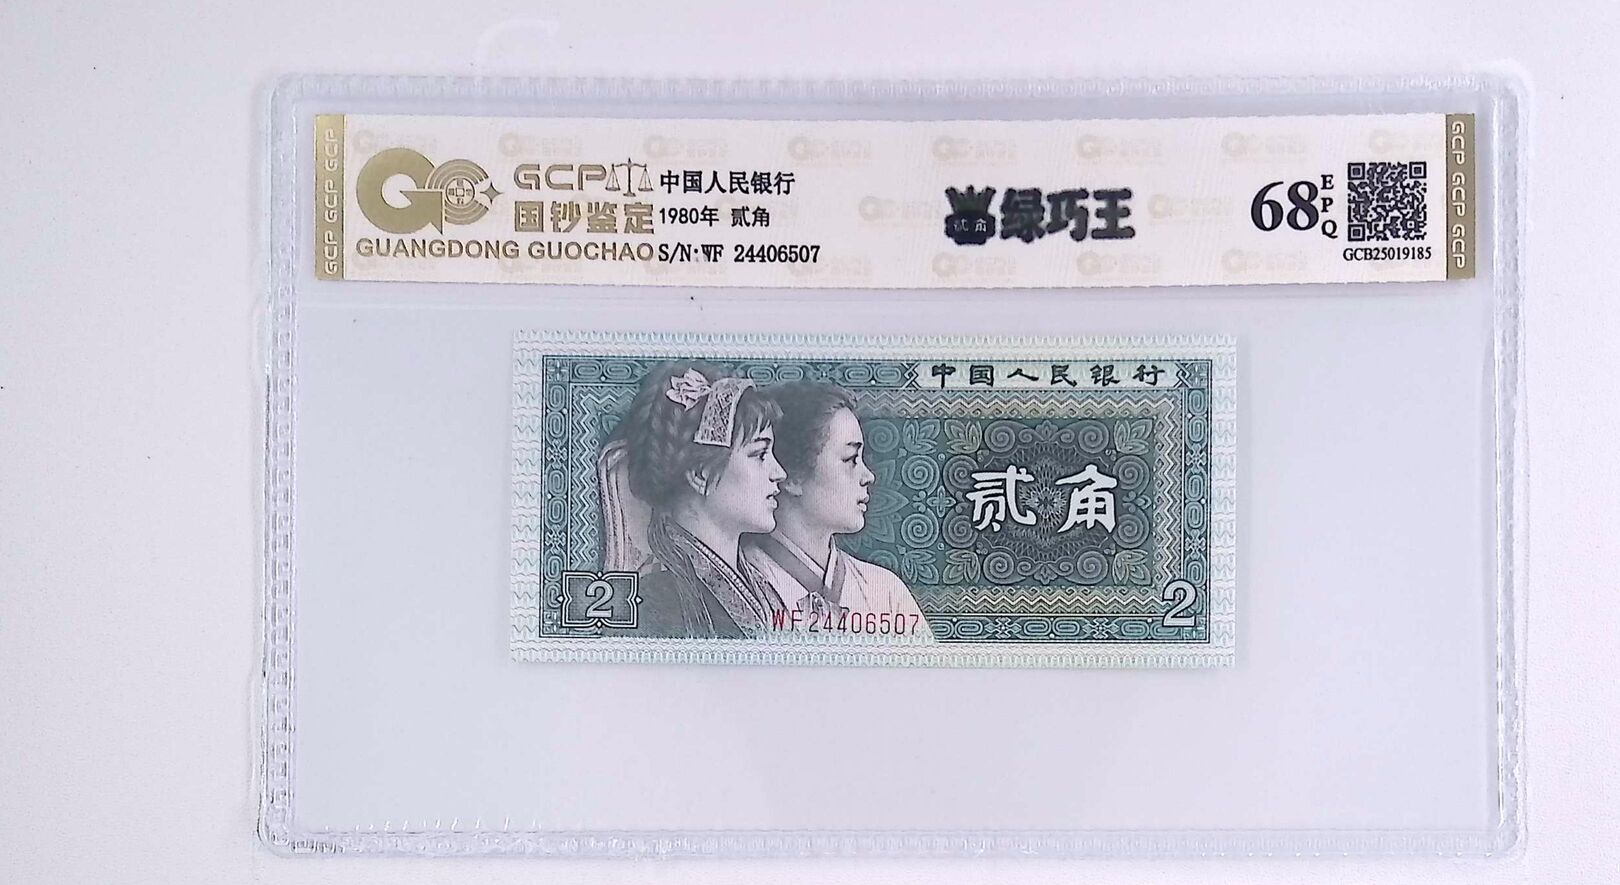 GCP
国钞鉴定
GUANGDONG GUOCHAO
中国人民银行
1980年 贰角
S/N:WF 24406507
贰角
绿巧王
68
EPQ
GCB25019185
GCP GCP GCP
GCP GCP GCP
中国人民银行
贰角
2
2
WF24406507